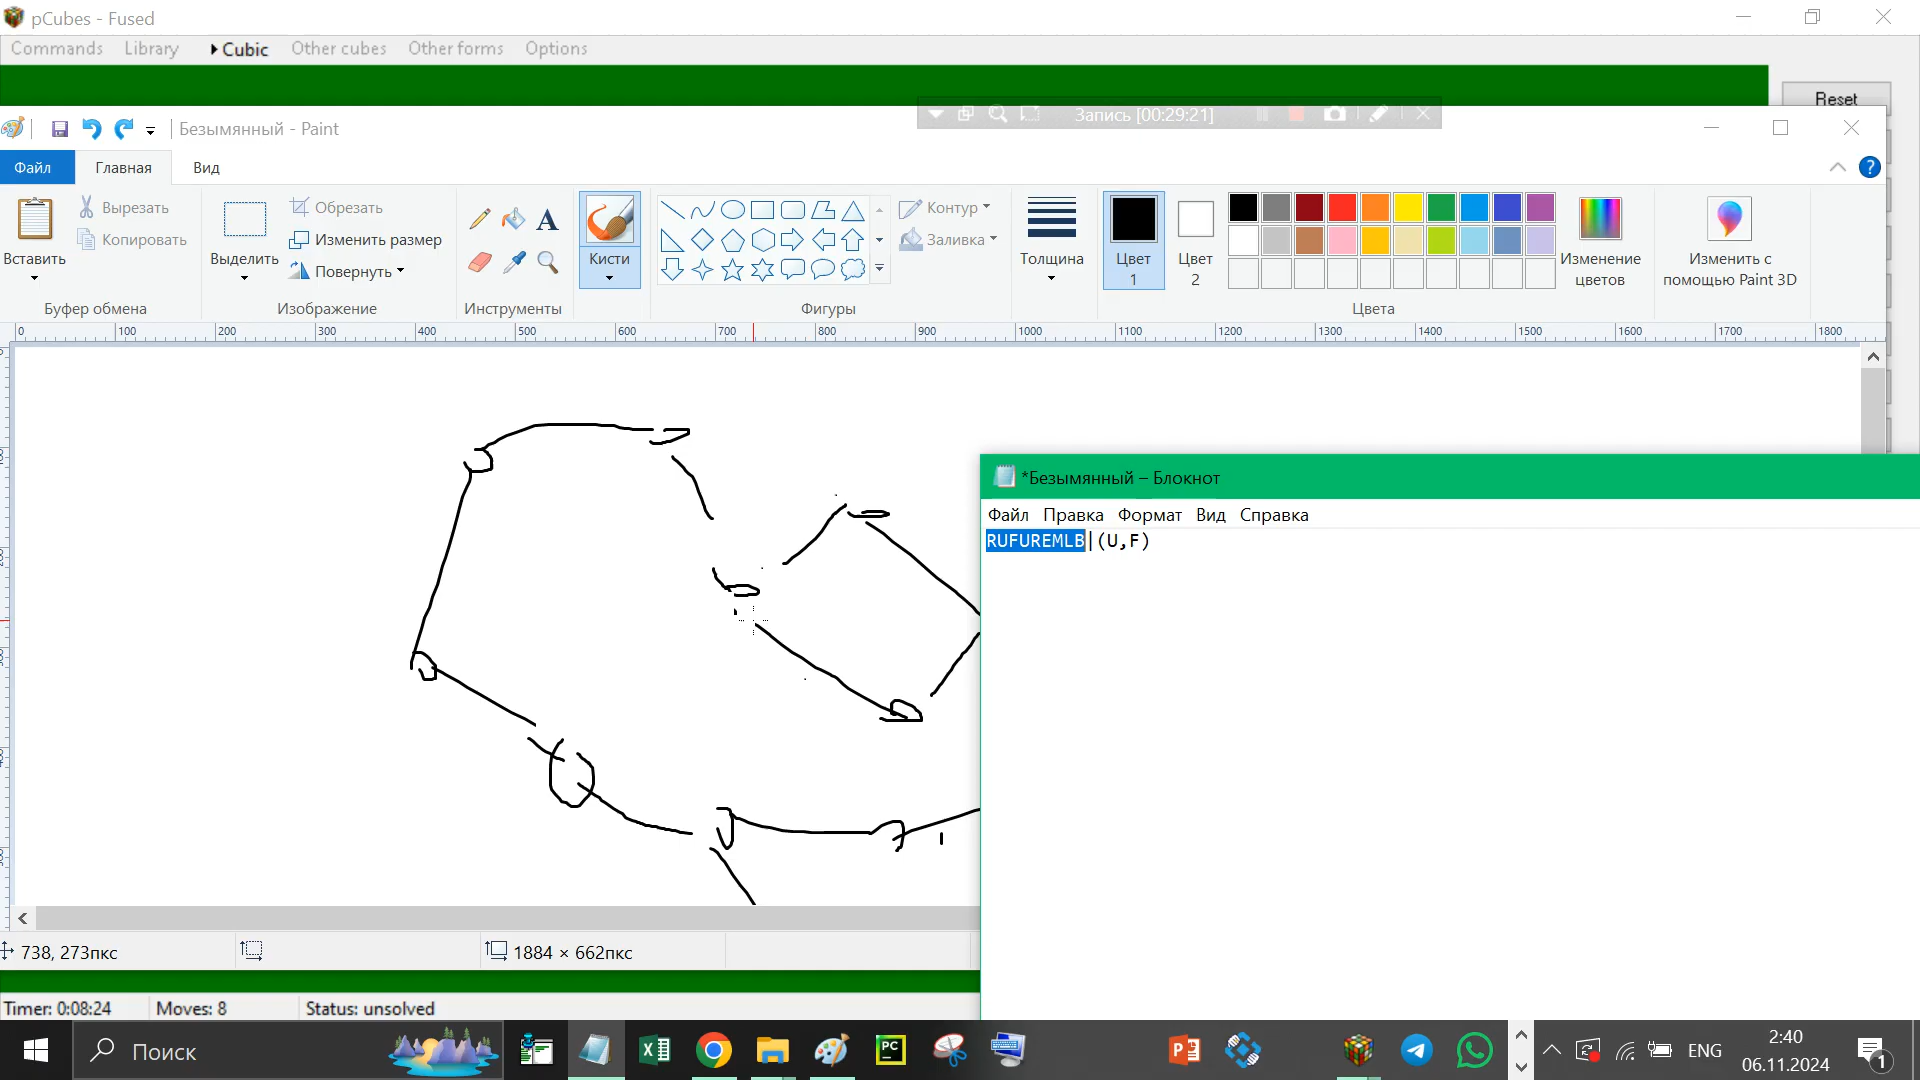 pCubes - Fused
Commands Library Cubic Other cubes Other forms Options
Reset
Безымянный - Paint
Запись [00:29:21]
Файл Главная Вид
Вставить
Вырезать
Копировать
Буфер обмена
Выделить
Обрезать
Изменить размер
Повернуть
Изображение
A
Инструменты
Кисти
Контур
Заливка
Фигуры
Толщина
Цвет 1
Цвет 2
Изменение цветов
Цвета
Изменить с помощью Paint 3D
0 100 200 300 400 500 600 700 800 900 1000 1100 1200 1300 1400 1500 1600 1700 1800
*Безымянный – Блокнот
Файл Правка Формат Вид Справка
RUFUREMLB|(U,F)
738, 273пкс
1884 × 662пкс
Timer: 0:08:24 Moves: 8 Status: unsolved
Поиск
PC
ENG
2:40
06.11.2024
1